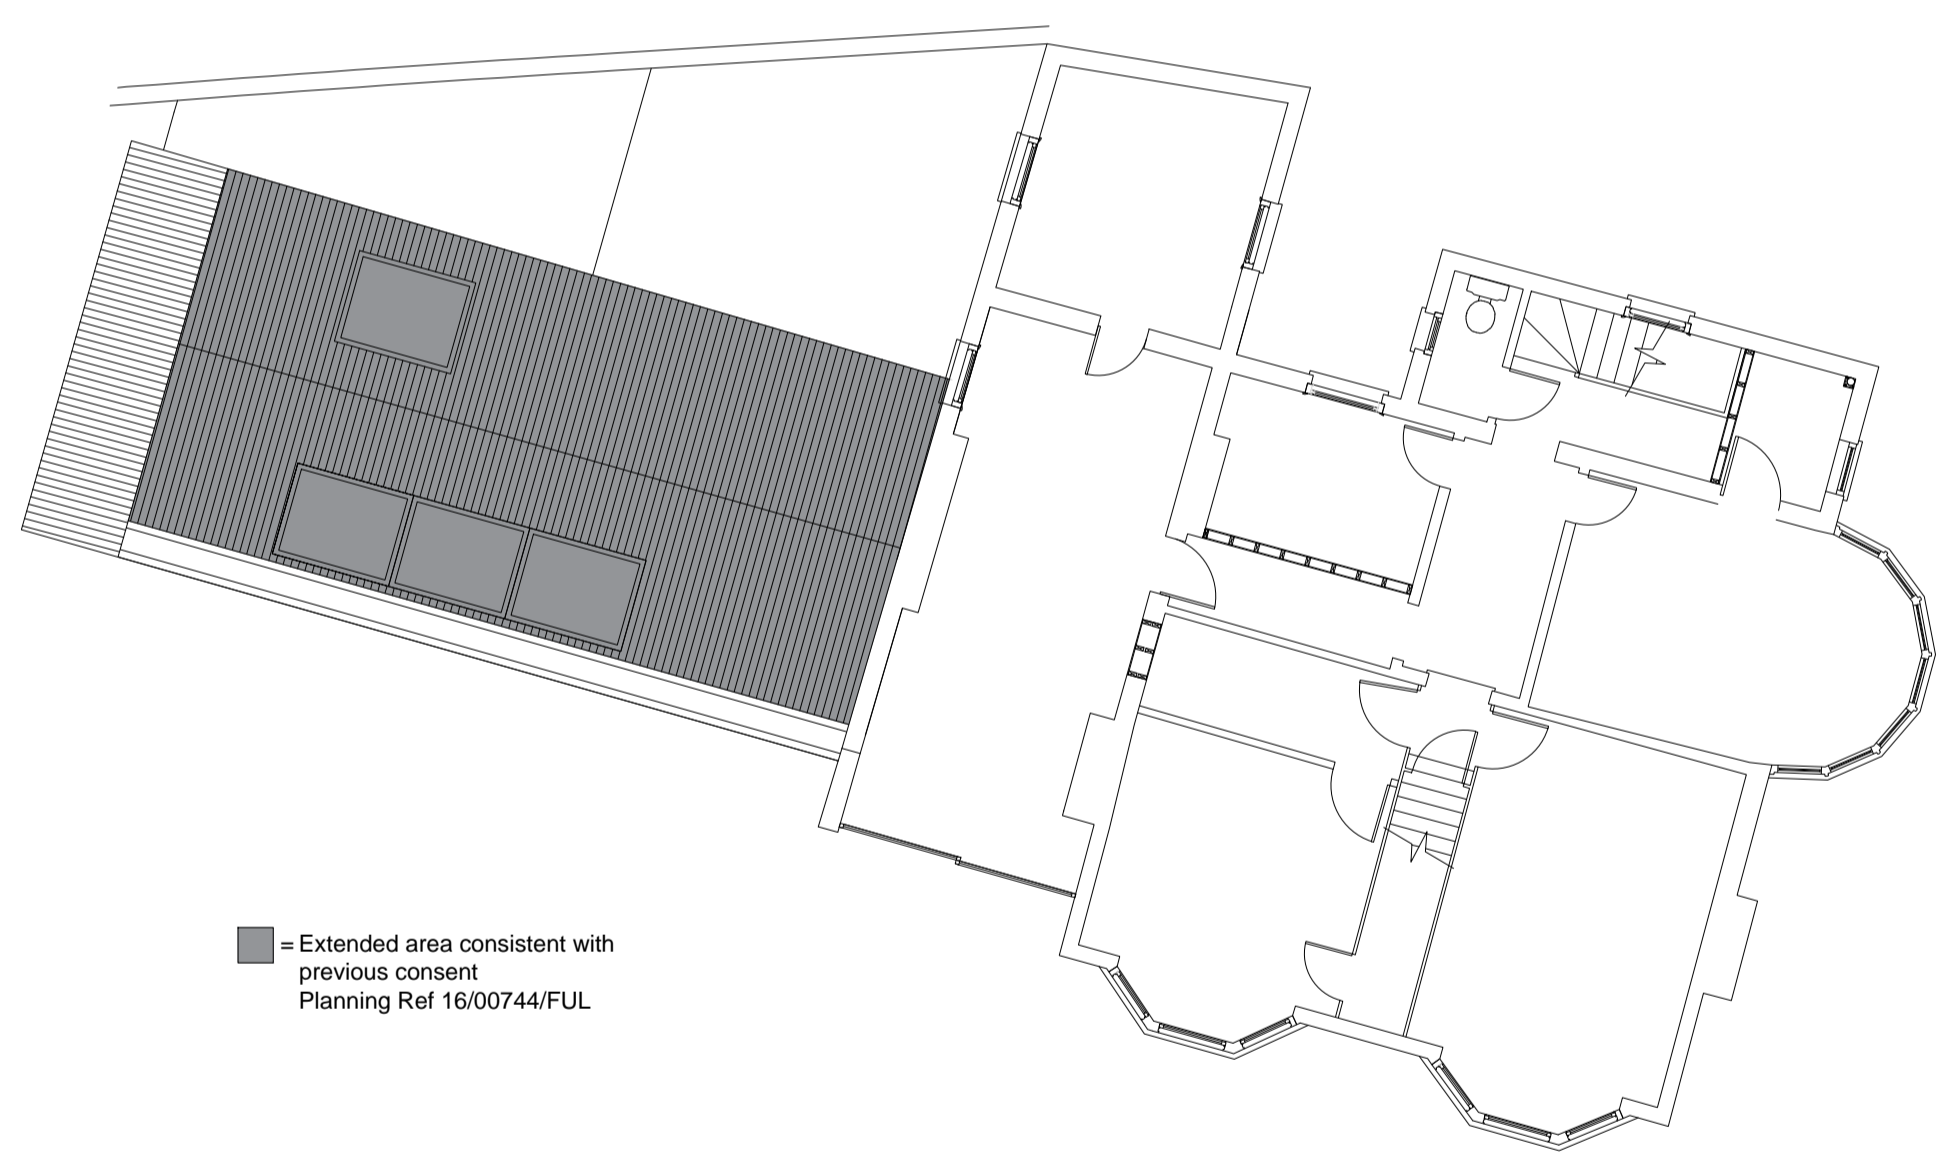 = Extended area consistent with
previous consent
Planning Ref 16/00744/FUL